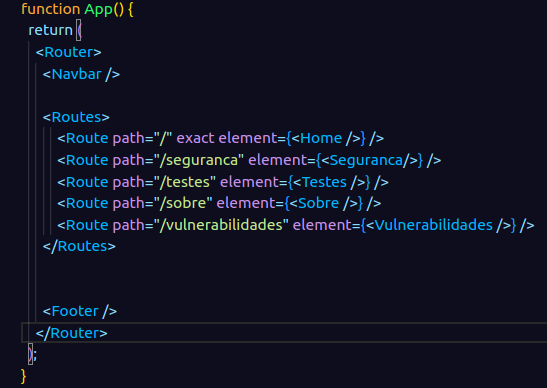 function App() {
return (
<Router>
<Navbar />
<Routes>
<Route path="/" exact element={<Home />} />
<Route path="/seguranca" element={<Seguranca/>} />
<Route path="/testes" element={<Testes />} />
<Route path="/sobre" element={<Sobre />} />
<Route path="/vulnerabilidades" element={<Vulnerabilidades />} />
</Routes>
<Footer />
</Router>
);
}